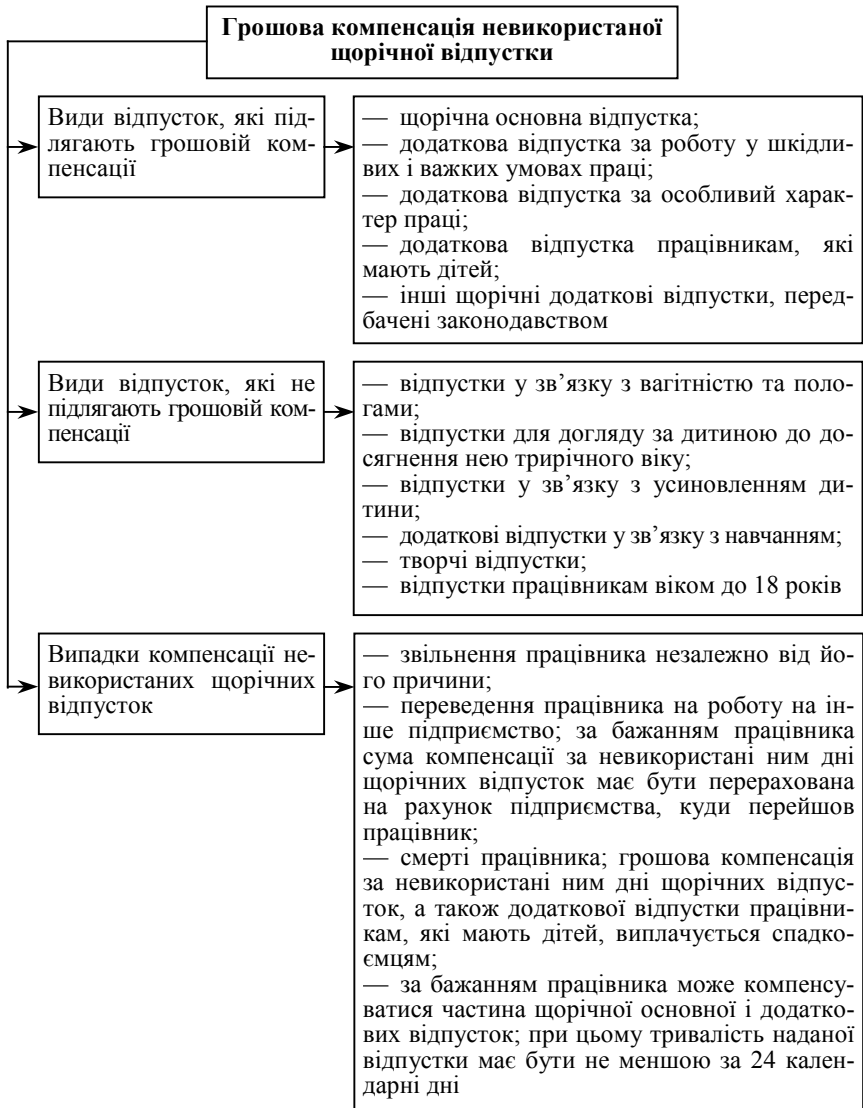 Грошова компенсація невикористаної
щорічної відпустки
Види відпусток, які під-
лягають грошовій ком-
пенсації
— щорічна основна відпустка;
— додаткова відпустка за роботу у шкідли-
вих і важких умовах праці;
— додаткова відпустка за особливий харак-
тер праці;
— додаткова відпустка працівникам, які
мають дітей;
— інші щорічні додаткові відпустки, перед-
бачені законодавством
Види відпусток, які не
підлягають грошовій ком-
пенсації
— відпустки у зв’язку з вагітністю та поло-
гами;
— відпустки для догляду за дитиною до до-
сягнення нею трирічного віку;
— відпустки у зв’язку з усиновленням ди-
тини;
— додаткові відпустки у зв’язку з навчанням;
— творчі відпустки;
— відпустки працівникам віком до 18 років
Випадки компенсації не-
використаних щорічних
відпусток
— звільнення працівника незалежно від йо-
го причини;
— переведення працівника на роботу на ін-
ше підприємство; за бажанням працівника
сума компенсації за невикористані ним дні
щорічних відпусток має бути перерахована
на рахунок підприємства, куди перейшов
працівник;
— смерті працівника; грошова компенсація
за невикористані ним дні щорічних відпус-
ток, а також додаткової відпустки працівни-
кам, які мають дітей, виплачується спадко-
ємцям;
— за бажанням працівника може компенсу-
ватися частина щорічної основної і додатко-
вих відпусток; при цьому тривалість наданої
відпустки має бути не меншою за 24 кален-
дарні дні